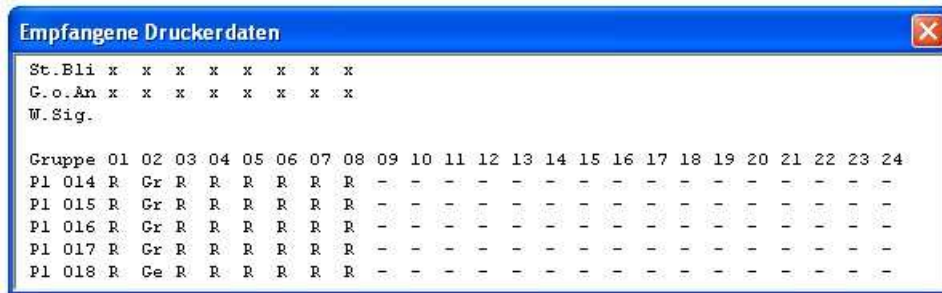 Empfangene Druckerdaten
St.Bli x x x x x x x x
G.o.An x x x x x x x x
W.Sig.
Gruppe 01 02 03 04 05 06 07 08 09 10 11 12 13 14 15 16 17 18 19 20 21 22 23 24
Pl 014 R Gr R R R R R R - - - - - - - - - - - - - - - -
Pl 015 R Gr R R R R R R - - - - - - - - - - - - - - - -
Pl 016 R Gr R R R R R R - - - - - - - - - - - - - - - -
Pl 017 R Gr R R R R R R - - - - - - - - - - - - - - - -
Pl 018 R Ge R R R R R R - - - - - - - - - - - - - - - -